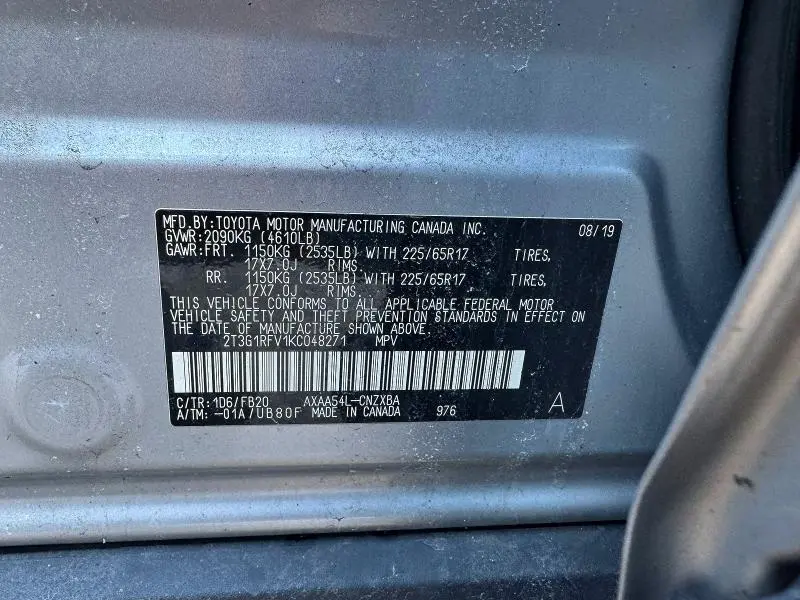 MFD.BY:TOYOTA MOTOR MANUFACTURING CANADA INC. 08/19
GVWR:2090KG (4610LB)
GAWR:FRT. 1150KG (2535LB) WITH 225/65R17 TIRES,
17X7.0J RIMS.
RR. 1150KG (2535LB) WITH 225/65R17 TIRES,
17X7.0J RIMS.
THIS VEHICLE CONFORMS TO ALL APPLICABLE FEDERAL MOTOR
VEHICLE SAFETY AND THEFT PREVENTION STANDARDS IN EFFECT ON
THE DATE OF MANUFACTURE SHOWN ABOVE.
2T3G1RFV1KC048271 MPV
C/TR:1D6/FB20 AXAA54L-CNZXBA
A/TM:-01A/UB80F MADE IN CANADA 976 A